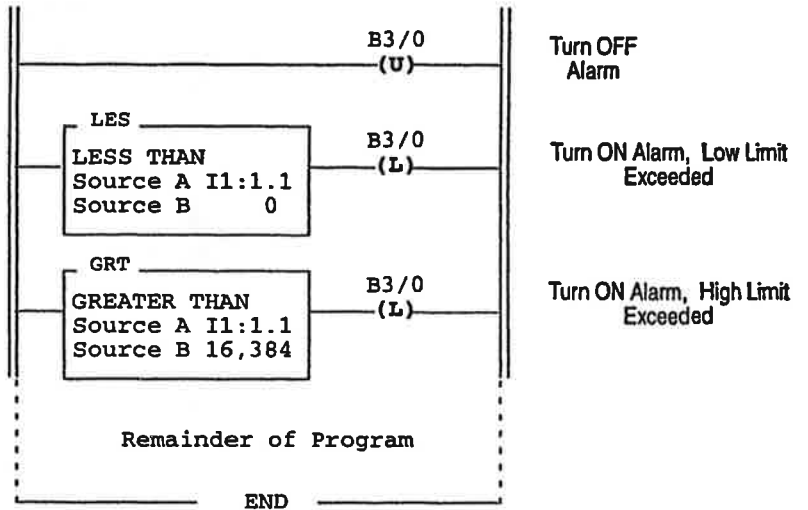 B3/0
(U)
Turn OFF
Alarm
LES
LESS THAN
Source A I1:1.1
Source B 0
B3/0
(L)
Turn ON Alarm, Low Limit
Exceeded
GRT
GREATER THAN
Source A I1:1.1
Source B 16,384
B3/0
(L)
Turn ON Alarm, High Limit
Exceeded
Remainder of Program
END